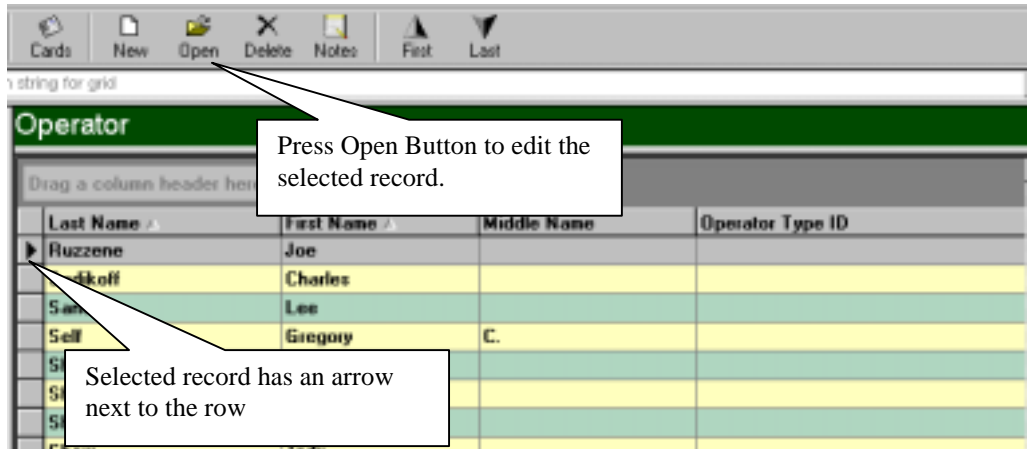 Cards New Open Delete Notes First Last
string for grid
Operator
Press Open Button to edit the
selected record.
Drag a column header
Last Name First Name Middle Name Operator Type ID
Ruzzene Joe
Charles
Lee
Self Gregory C.
Selected record has an arrow
next to the row